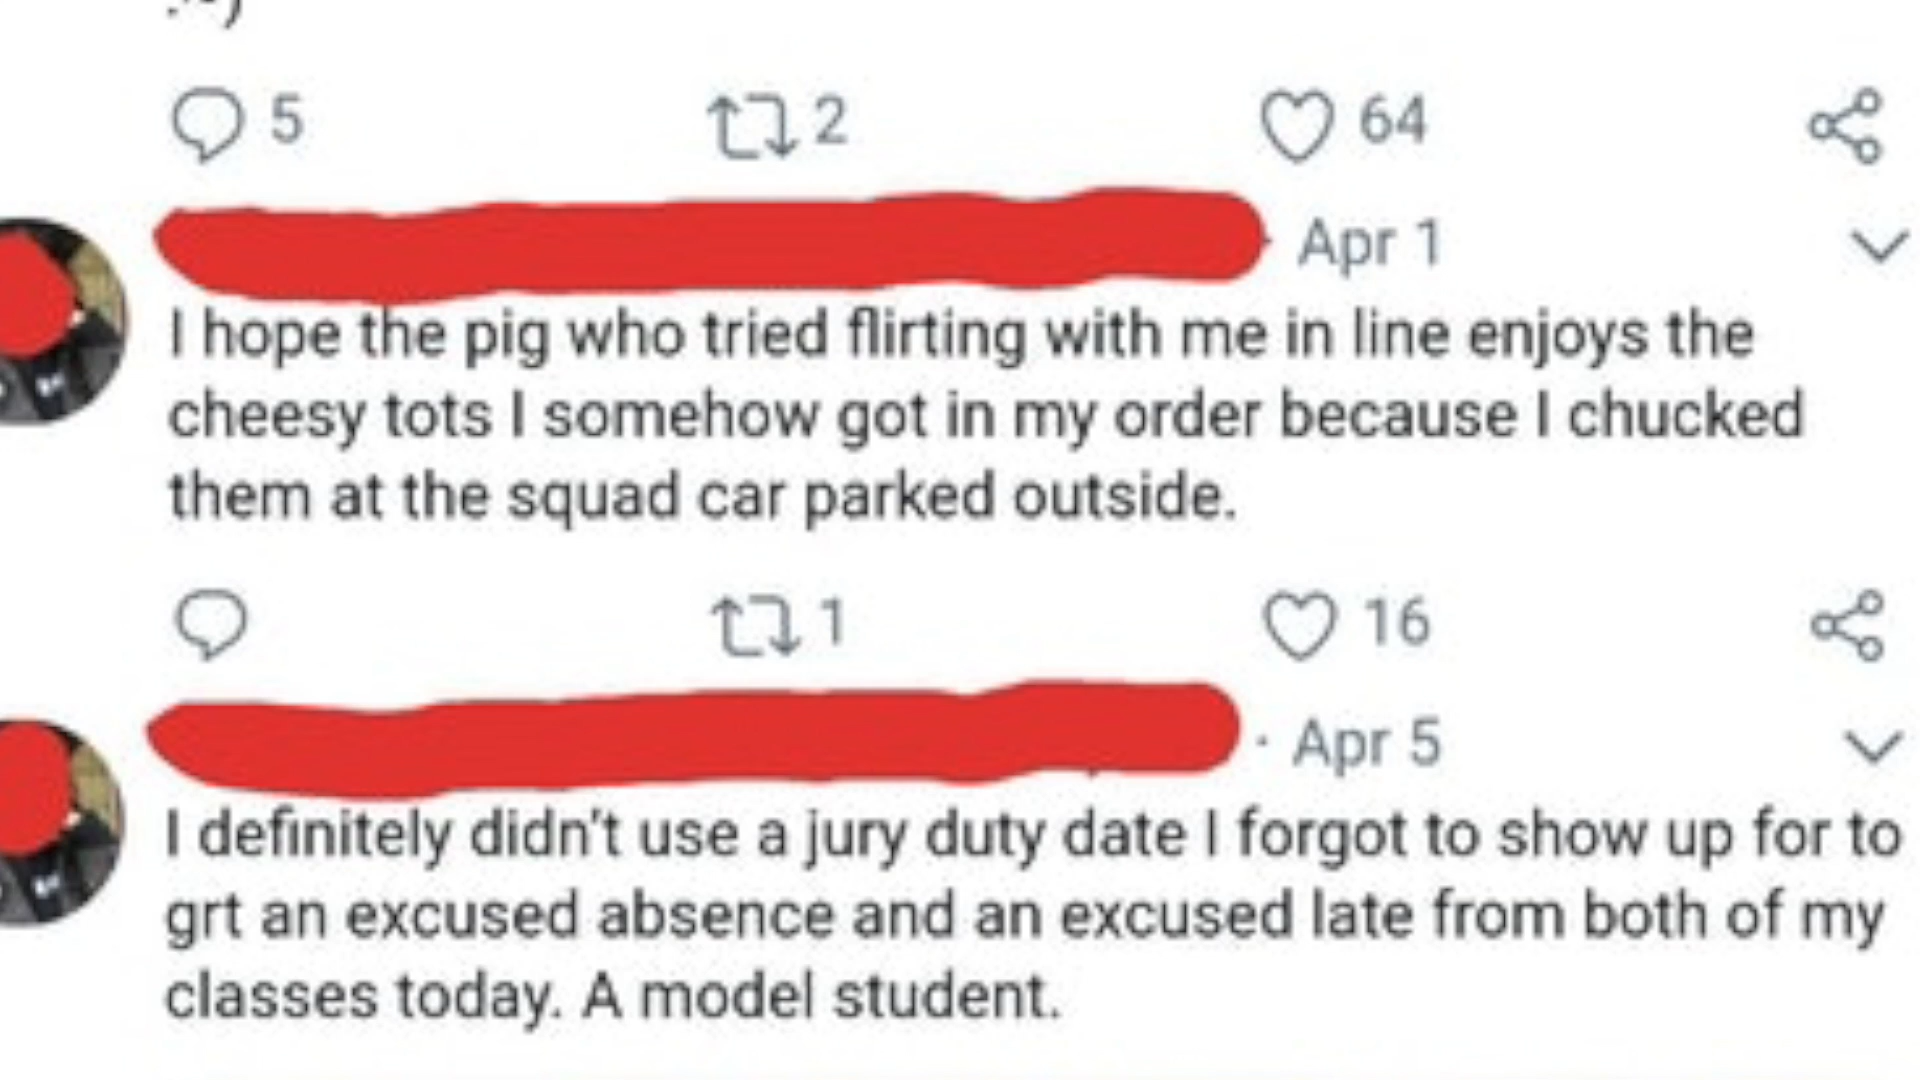 5 2 64
Apr 1
I hope the pig who tried flirting with me in line enjoys the
cheesy tots I somehow got in my order because I chucked
them at the squad car parked outside.
1 16
· Apr 5
I definitely didn't use a jury duty date I forgot to show up for to
grt an excused absence and an excused late from both of my
classes today. A model student.